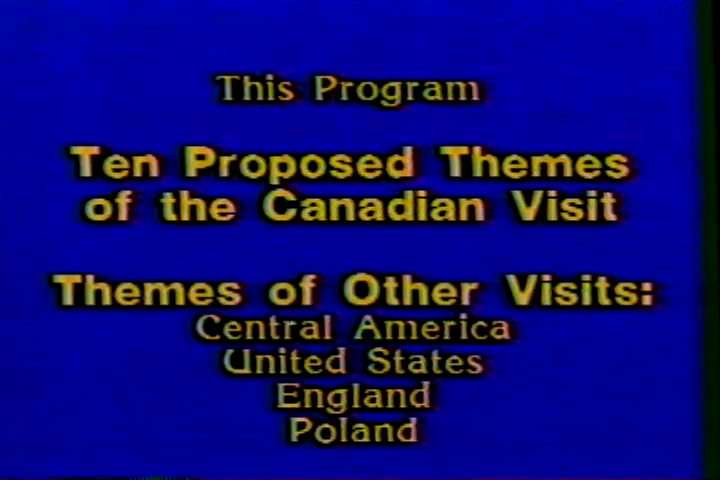 This Program
Ten Proposed Themes
of the Canadian Visit
Themes of Other Visits:
Central America
United States
England
Poland